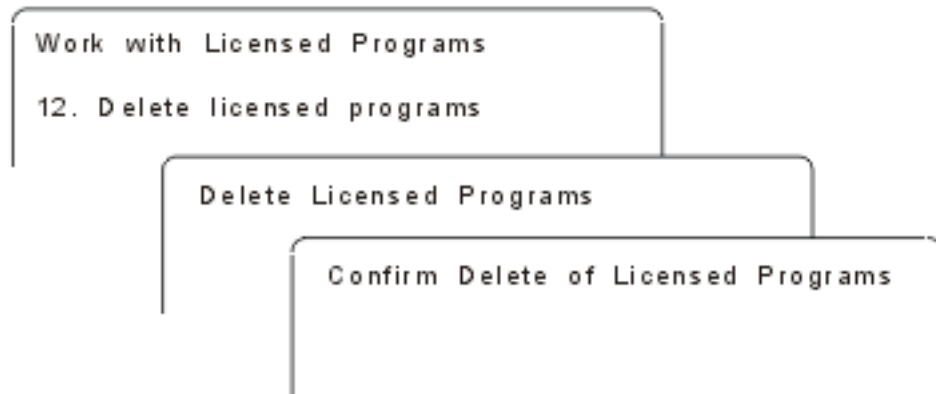 Work with Licensed Programs
12. Delete licensed programs
Delete Licensed Programs
Confirm Delete of Licensed Programs